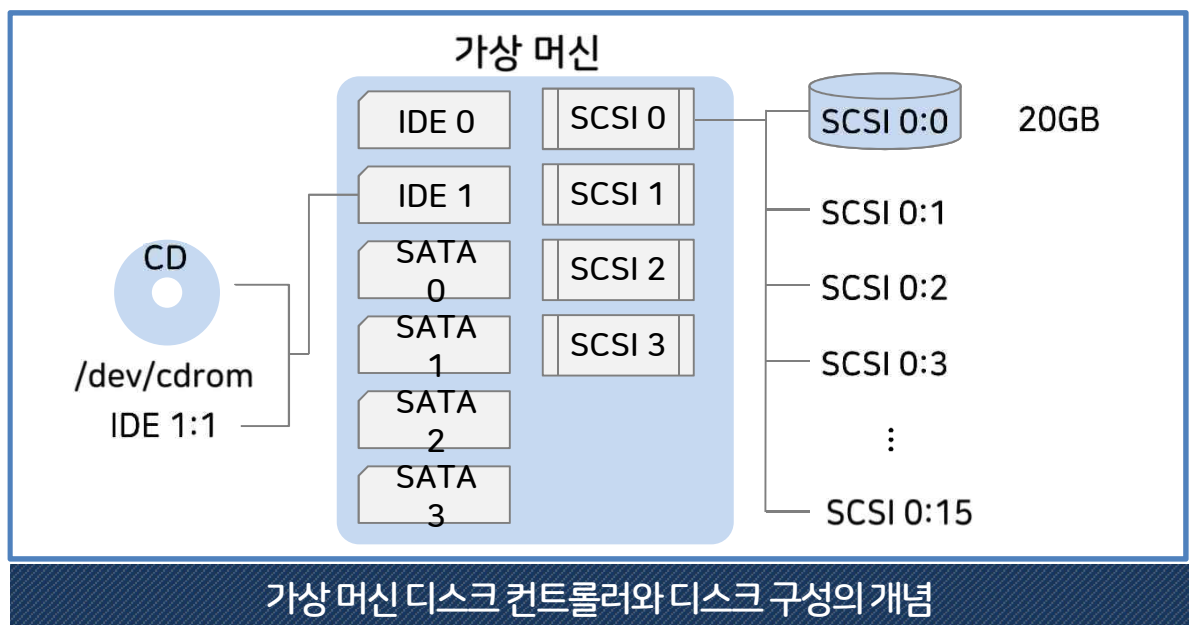 가상 머신
IDE 0
IDE 1
SATA
0
SATA
1
SATA
2
SATA
3
SCSI 0
SCSI 1
SCSI 2
SCSI 3
CD
/dev/cdrom
IDE 1:1
SCSI 0:0
20GB
SCSI 0:1
SCSI 0:2
SCSI 0:3
⋮
SCSI 0:15
가상 머신 디스크 컨트롤러와 디스크 구성의 개념